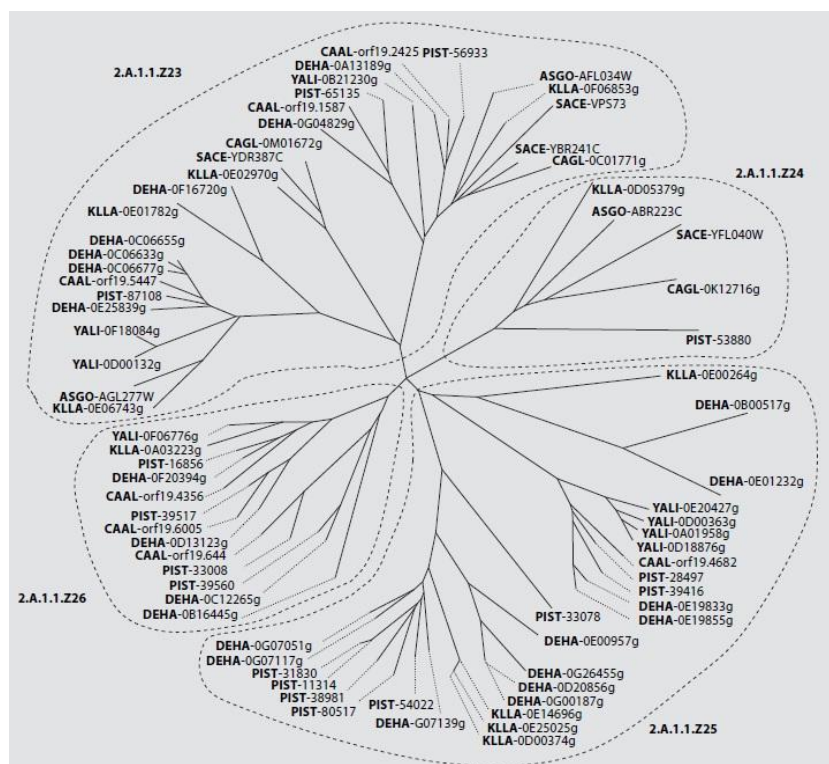 2.A.1.1.Z23
CAAL-orf19.2425
PIST-56933
DEHA-0A13189g
YALI-0B21230g
PIST-65135
CAAL-orf19.1587
DEHA-0G04829g
CAGL-0M01672g
SACE-YDR387C
KLLA-0E02970g
DEHA-0F16720g
KLLA-0E01782g
DEHA-0C06655g
DEHA-0C06633g
DEHA-0C06677g
CAAL-orf19.5447
PIST-87108
DEHA-0E25839g
YALI-0F18084g
YALI-0D00132g
ASGO-AGL277W
KLLA-0E06743g
ASGO-AFL034W
KLLA-0F06853g
SACE-VPS73
SACE-YBR241C
CAGL-0C01771g
2.A.1.1.Z24
KLLA-0D05379g
ASGO-ABR223C
SACE-YFL040W
CAGL-0K12716g
PIST-53880
KLLA-0E00264g
DEHA-0B00517g
DEHA-0E01232g
YALI-0E20427g
YALI-0D00363g
YALI-0A01958g
YALI-0D18876g
CAAL-orf19.4682
PIST-28497
PIST-39416
DEHA-0E19833g
DEHA-0E19855g
PIST-33078
DEHA-0E00957g
DEHA-0G26455g
DEHA-0D20856g
DEHA-0G00187g
KLLA-0E14696g
KLLA-0E25025g
KLLA-0D00374g
2.A.1.1.Z25
YALI-0F06776g
KLLA-0A03223g
PIST-16856
DEHA-0F20394g
CAAL-orf19.4356
PIST-39517
CAAL-orf19.6005
DEHA-0D13123g
CAAL-orf19.644
PIST-33008
PIST-39560
DEHA-0C12265g
DEHA-0B16445g
2.A.1.1.Z26
DEHA-0G07051g
DEHA-0G07117g
PIST-31830
PIST-11314
PIST-38981
PIST-80517
PIST-54022
DEHA-G07139g